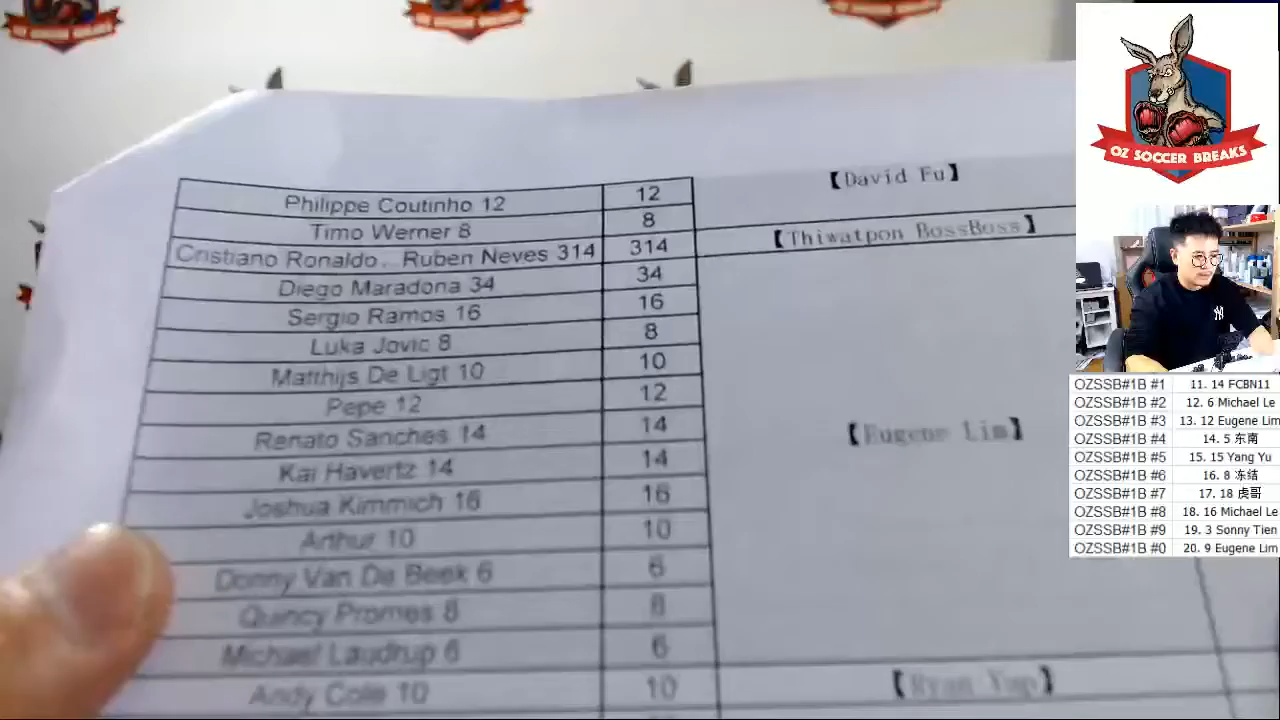 Philippe Coutinho 12 12 【David Fu】
Timo Werner 8 8
Cristiano Ronaldo、Ruben Neves 314 314 【Thiwatpon BossBoss】
Diego Maradona 34 34
Sergio Ramos 16 16
Luka Jovic 8 8
Matthijs De Ligt 10 10
Pepe 12 12
Renato Sanches 14 14 【Eugene Lim】
Kai Havertz 14 14
Joshua Kimmich 16 16
Arthur 10 10
Donny Van De Beek 6 6
Quincy Promes 8 8
Michael Laudrup 6 6
Andy Cole 10 10 【Ryan Yap】
OZ SOCCER BREAKS
NY
OZSSB#1B #1 11. 14 FCBN11
OZSSB#1B #2 12. 6 Michael Le
OZSSB#1B #3 13. 12 Eugene Lim
OZSSB#1B #4 14. 5 东南
OZSSB#1B #5 15. 15 Yang Yu
OZSSB#1B #6 16. 8 冻结
OZSSB#1B #7 17. 18 虎哥
OZSSB#1B #8 18. 16 Michael Le
OZSSB#1B #9 19. 3 Sonny Tien
OZSSB#1B #0 20. 9 Eugene Lim